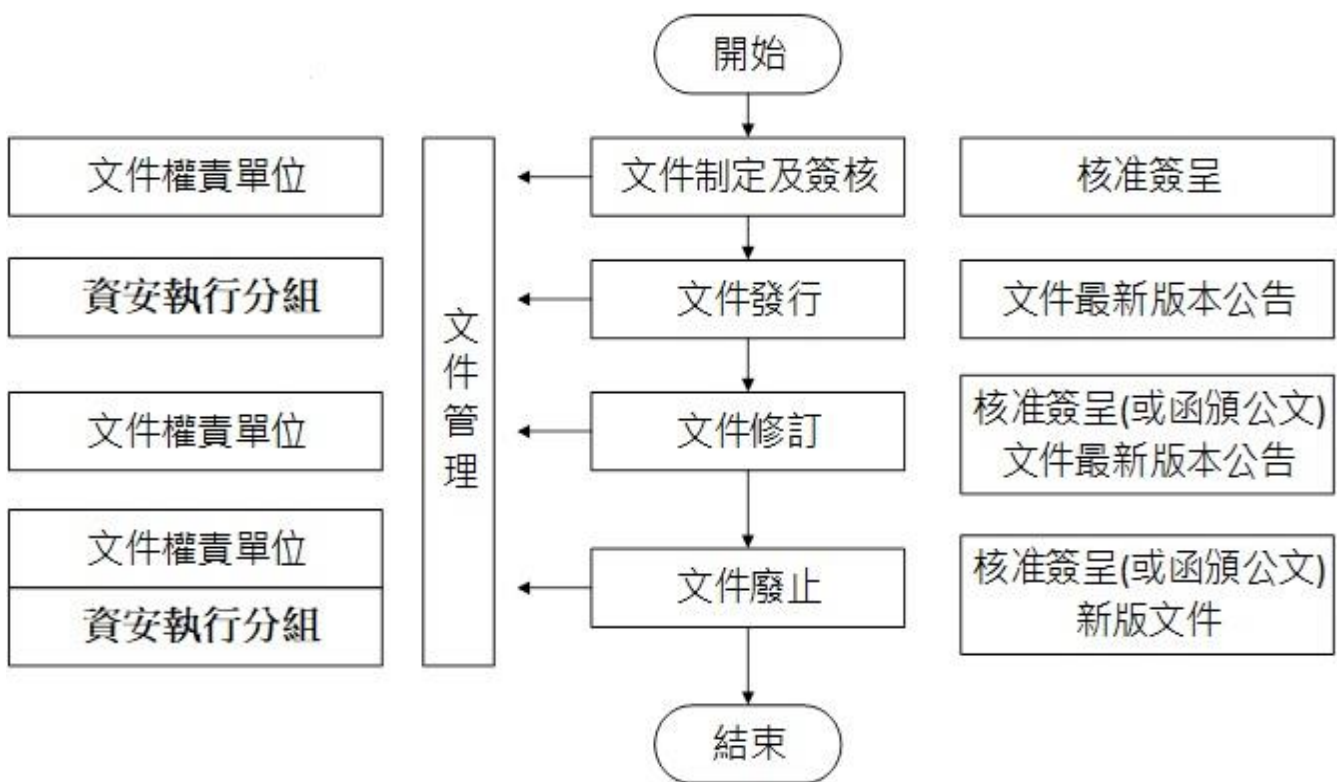 開始
文件權責單位
文件制定及簽核
核准簽呈
資安執行分組
文件發行
文件最新版本公告
文件管理
文件權責單位
文件修訂
核准簽呈(或函頒公文)
文件最新版本公告
文件權責單位
資安執行分組
文件廢止
核准簽呈(或函頒公文)
新版文件
結束